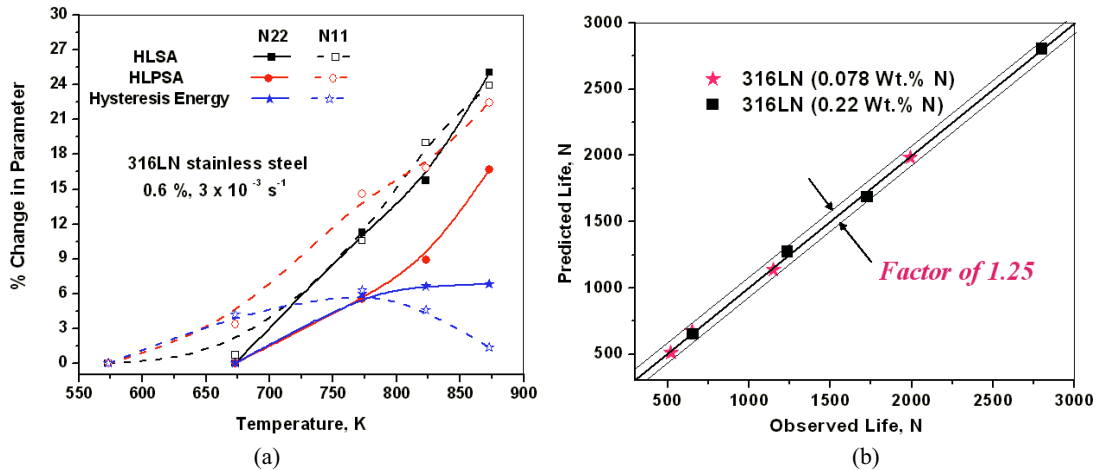 30
27
24
21
18
15
12
9
6
3
0
% Change in Parameter
N22 N11
HLSA
HLPSA
Hysteresis Energy
316LN stainless steel
0.6 %, 3 x 10⁻³ s⁻¹
550 600 650 700 750 800 850 900
Temperature, K
(a)
3000
2500
2000
1500
1000
500
Predicted Life, N
316LN (0.078 Wt.% N)
316LN (0.22 Wt.% N)
Factor of 1.25
500 1000 1500 2000 2500 3000
Observed Life, N
(b)